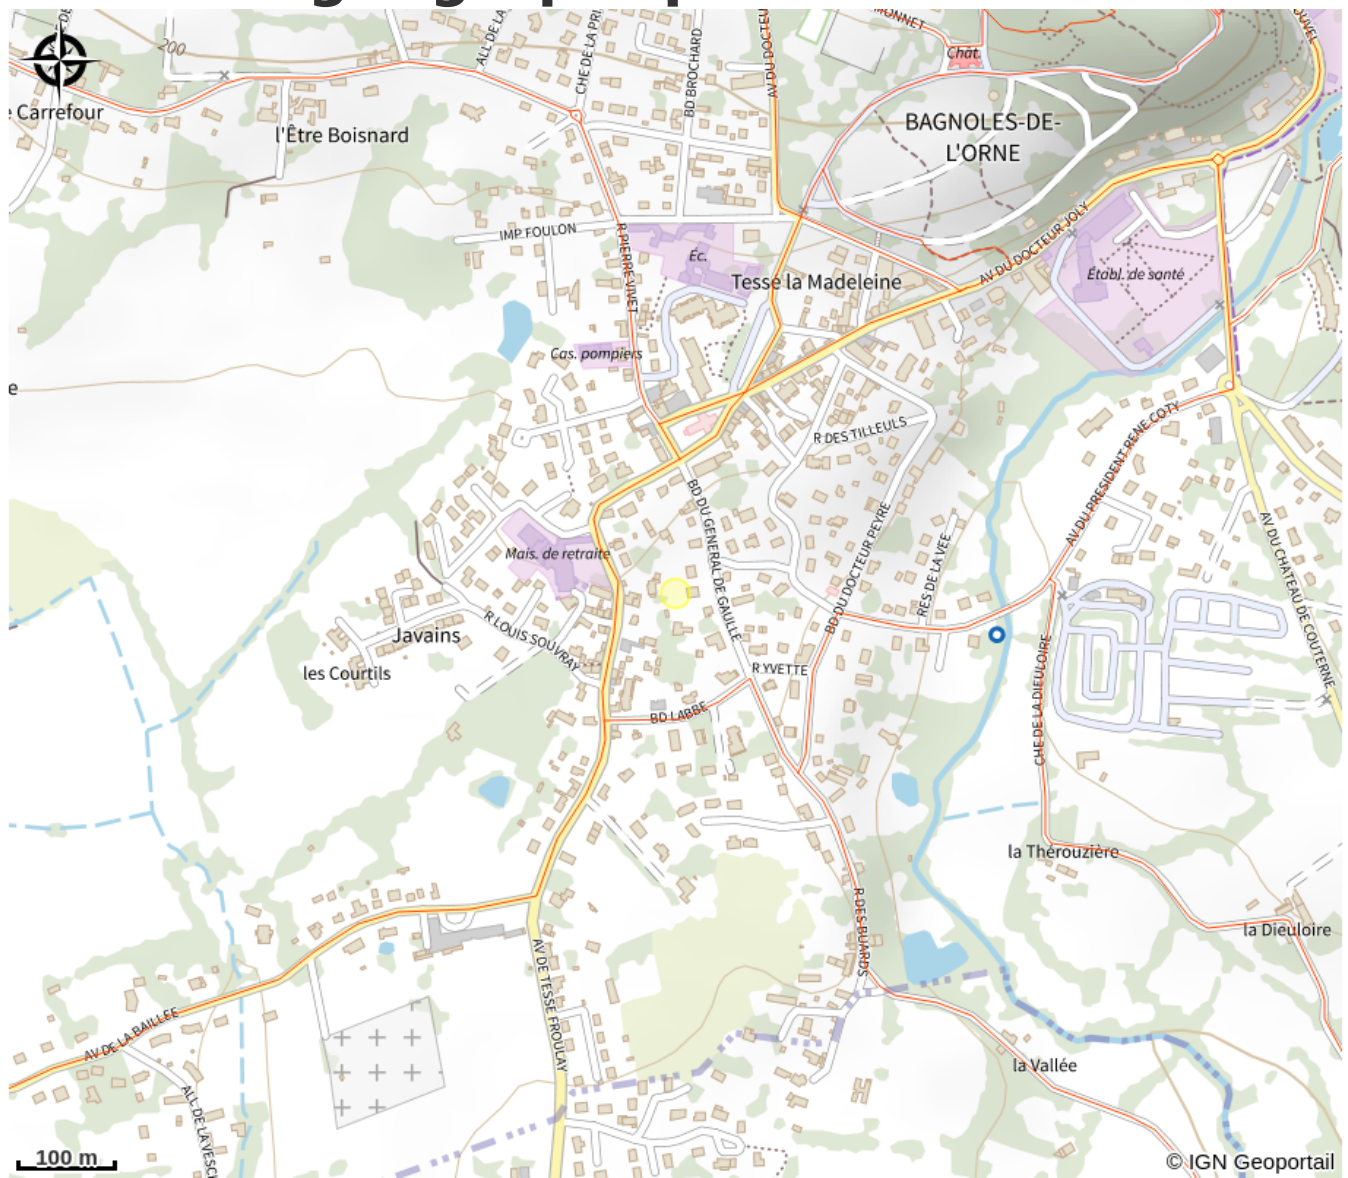 200
ALL DE LA
CHE DE LA PRI
BD BROCHARD
AV DU DOCTEU
MONNET
Chât.
OUVEL
e Carrefour
l'Être Boisnard
BAGNOLES-DE-
L'ORNE
IMP FOULON
R PIERRE VIVET
Éc.
Tesse la Madeleine
AV DU DOCTEUR JOLY
Établ. de santé
Cas. pompiers
e
R DES TILLEULS
AV DU PRESIDENT RENE COTY
BD DU GENERAL DE GAULLE
BD DU DOCTEUR PEYRE
RES DE LA VEE
AV DU CHATEAU DE COUTERNE
Mais. de retraite
Javains
R LOUIS SOUVRAY
les Courtils
R YVETTE
BD LABBE
CHE DE LA DIEULOIRE
la Thérouzière
R DES BUARDS
la Dieuloire
AV DE TESSE FROULAY
AV DE LA BAILLEE
ALL DE LA VESC
la Vallée
100 m
© IGN Geoportail